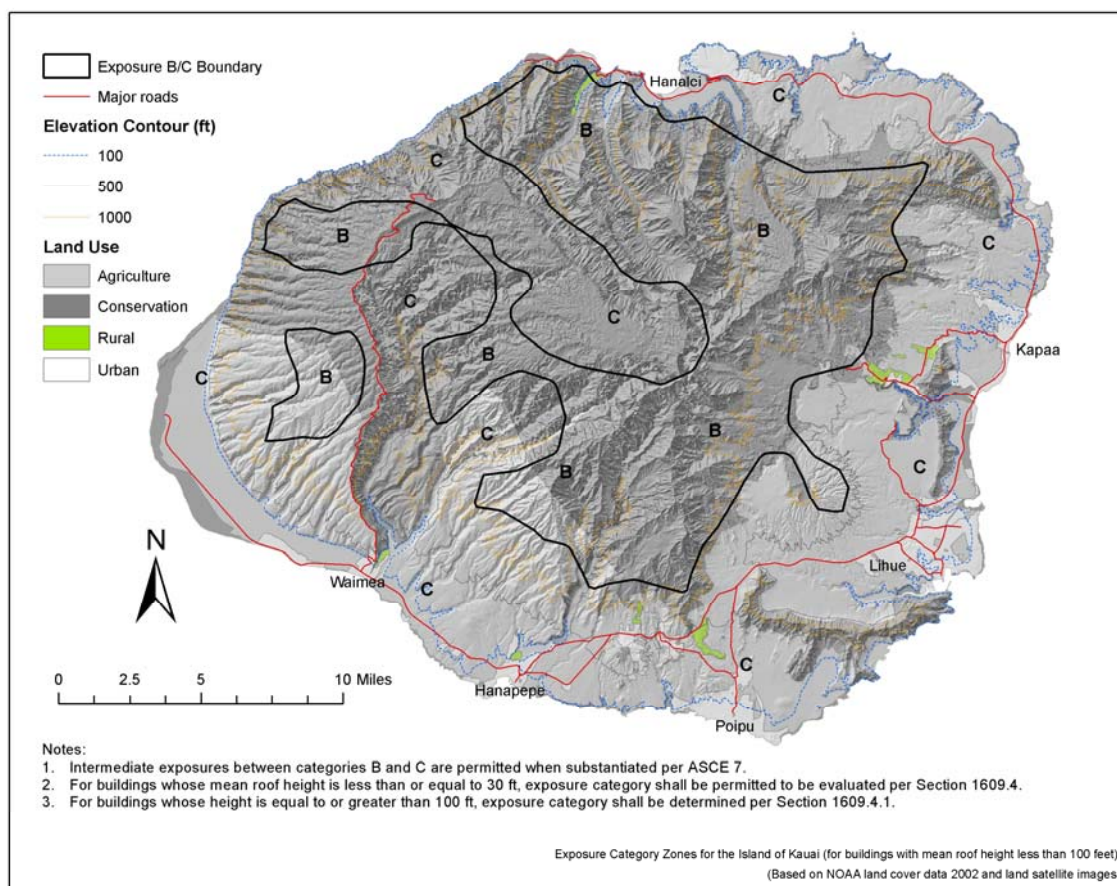 Exposure B/C Boundary
Major roads
Elevation Contour (ft)
100
500
1000
Land Use
Agriculture
Conservation
Rural
Urban
Hanalei
C
B
C
B
B
C
C
C
B
B
C
Kapaa
C
B
B
C
N
Lihue
Waimea
C
C
0 2.5 5 10 Miles
Hanapepe
Poipu
Notes:
1. Intermediate exposures between categories B and C are permitted when substantiated per ASCE 7.
2. For buildings whose mean roof height is less than or equal to 30 ft, exposure category shall be permitted to be evaluated per Section 1609.4.
3. For buildings whose height is equal to or greater than 100 ft, exposure category shall be determined per Section 1609.4.1.
Exposure Category Zones for the Island of Kauai (for buildings with mean roof height less than 100 feet)
(Based on NOAA land cover data 2002 and land satellite images